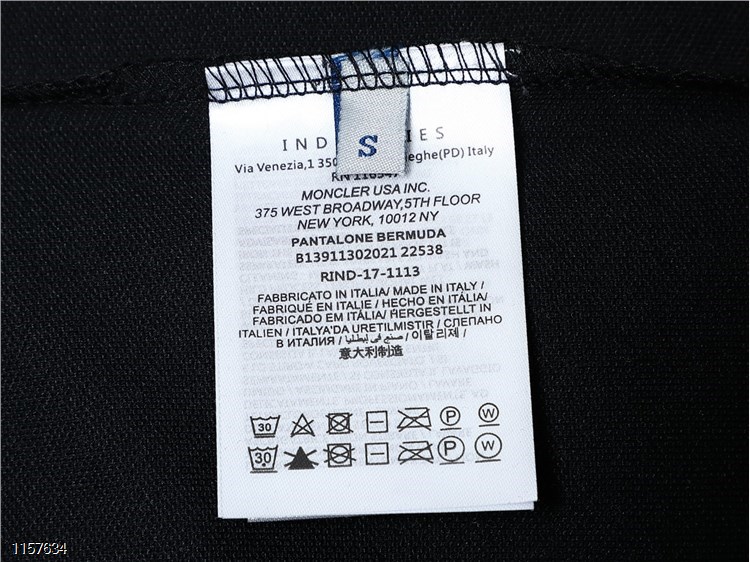 IND IES
S
Via Venezia,1 350 eghe(PD) Italy
MONCLER USA INC.
375 WEST BROADWAY,5TH FLOOR
NEW YORK, 10012 NY
PANTALONE BERMUDA
B13911302021 22538
RIND-17-1113
FABBRICATO IN ITALIA/ MADE IN ITALY /
FABRIQUÉ EN ITALIE / HECHO EN ITALIA/
FABRICADO EM ITÁLIA/ HERGESTELLT IN
ITALIEN / ITALYA'DA URETILMISTIR / СЛЕПАНО
В ИТАЛИЯ / صنع في إيطاليا / 이탈리제 /
意大利制造
30 P W
30 P W
1157634